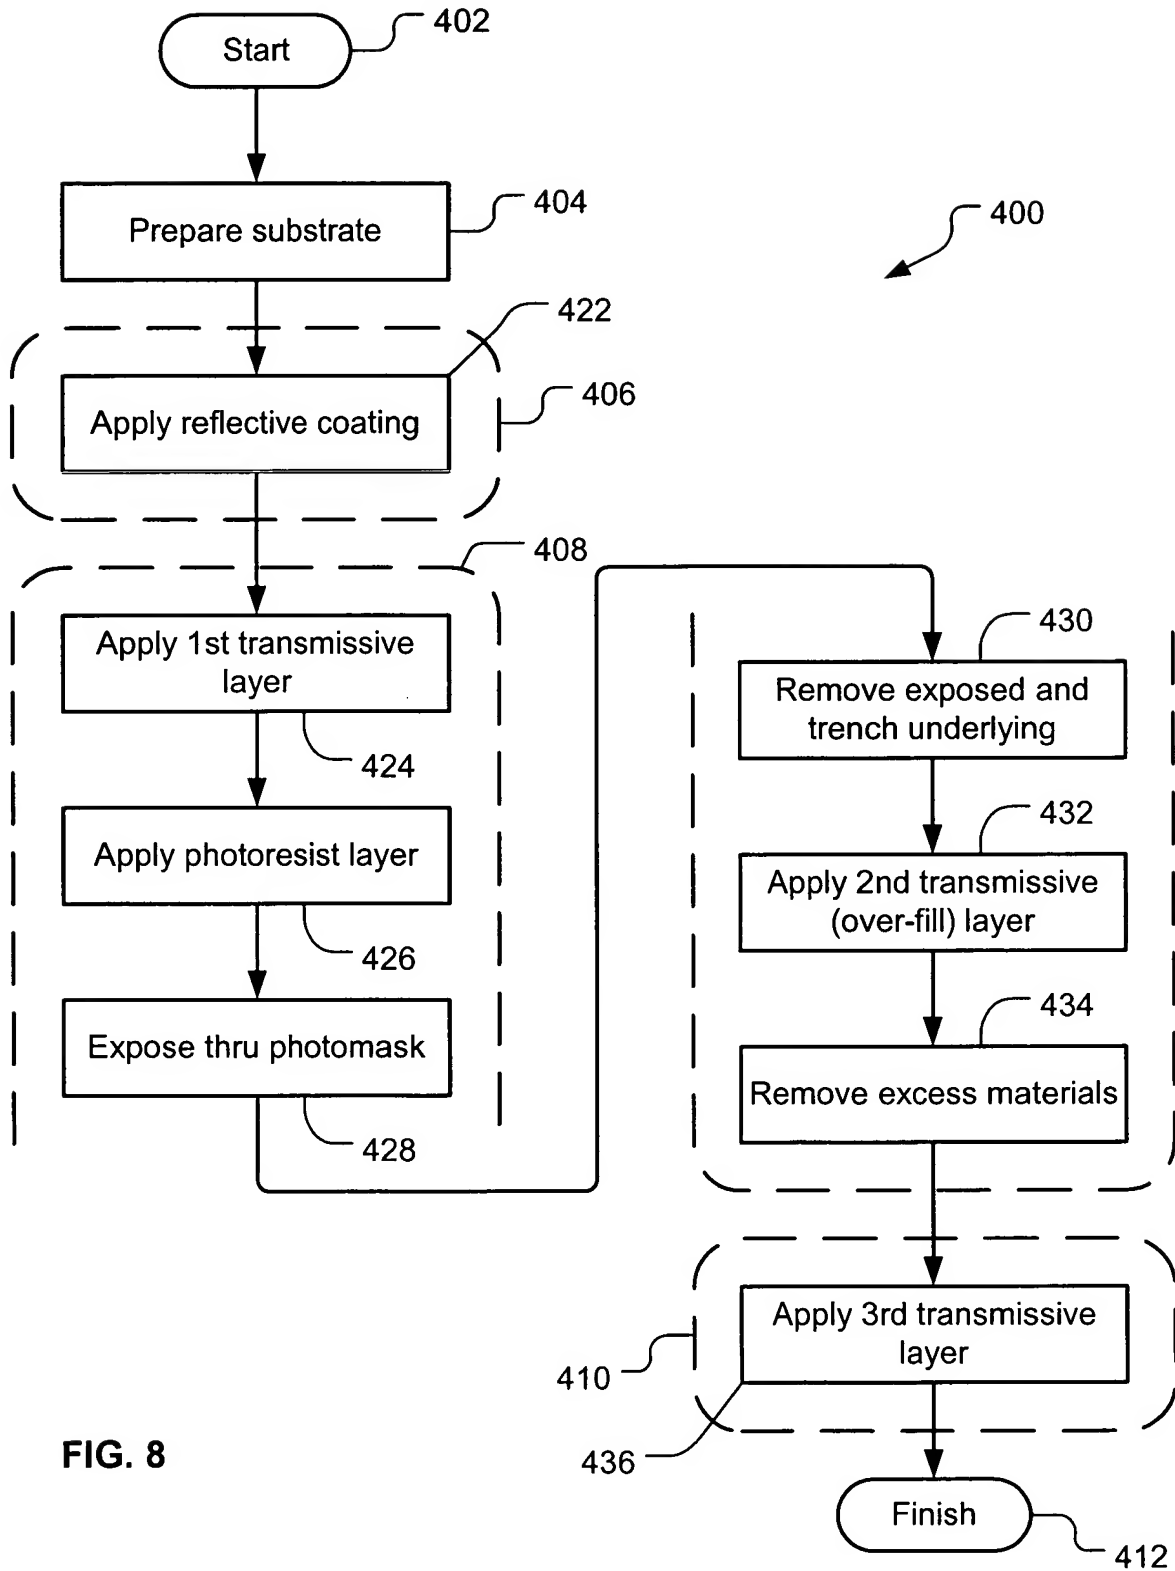 Start
402
Prepare substrate
404
400
422
Apply reflective coating
406
408
Apply 1st transmissive
layer
424
Apply photoresist layer
426
Expose thru photomask
428
430
Remove exposed and
trench underlying
432
Apply 2nd transmissive
(over-fill) layer
434
Remove excess materials
Apply 3rd transmissive
layer
410
436
Finish
412
FIG. 8